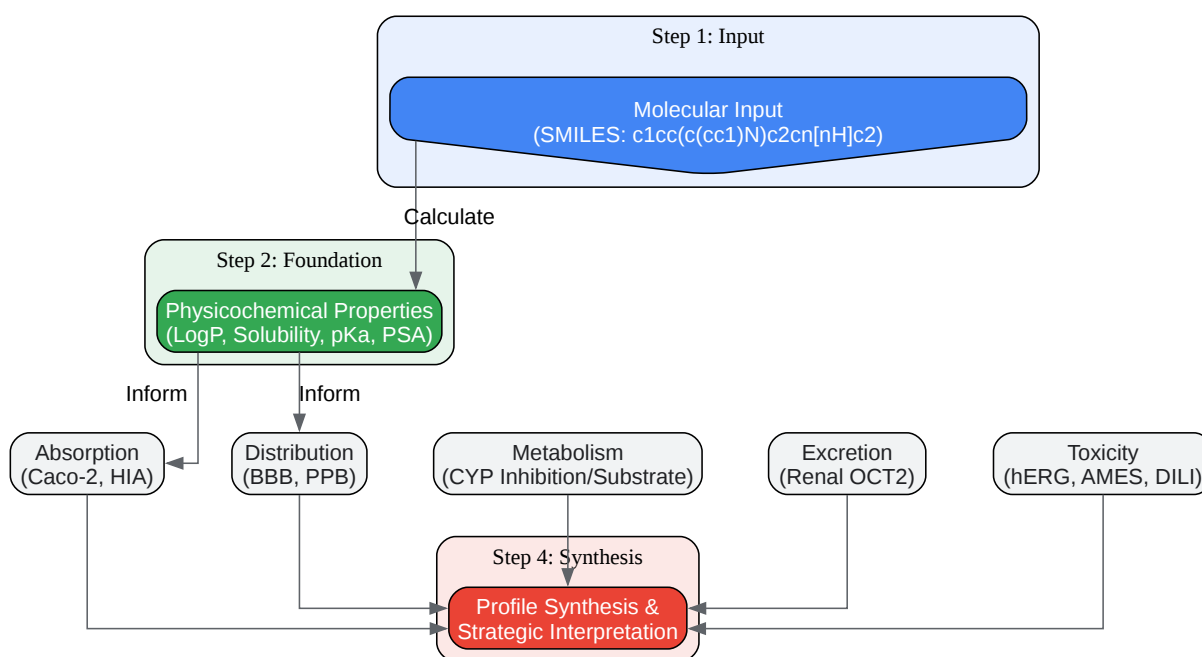 Step 1: Input
Molecular Input
(SMILES: c1cc(c(cc1)N)c2cn[nH]c2)
Calculate
Step 2: Foundation
Physicochemical Properties
(LogP, Solubility, pKa, PSA)
Inform
Inform
Absorption
(Caco-2, HIA)
Distribution
(BBB, PPB)
Metabolism
(CYP Inhibition/Substrate)
Excretion
(Renal OCT2)
Toxicity
(hERG, AMES, DILI)
Step 4: Synthesis
Profile Synthesis &
Strategic Interpretation